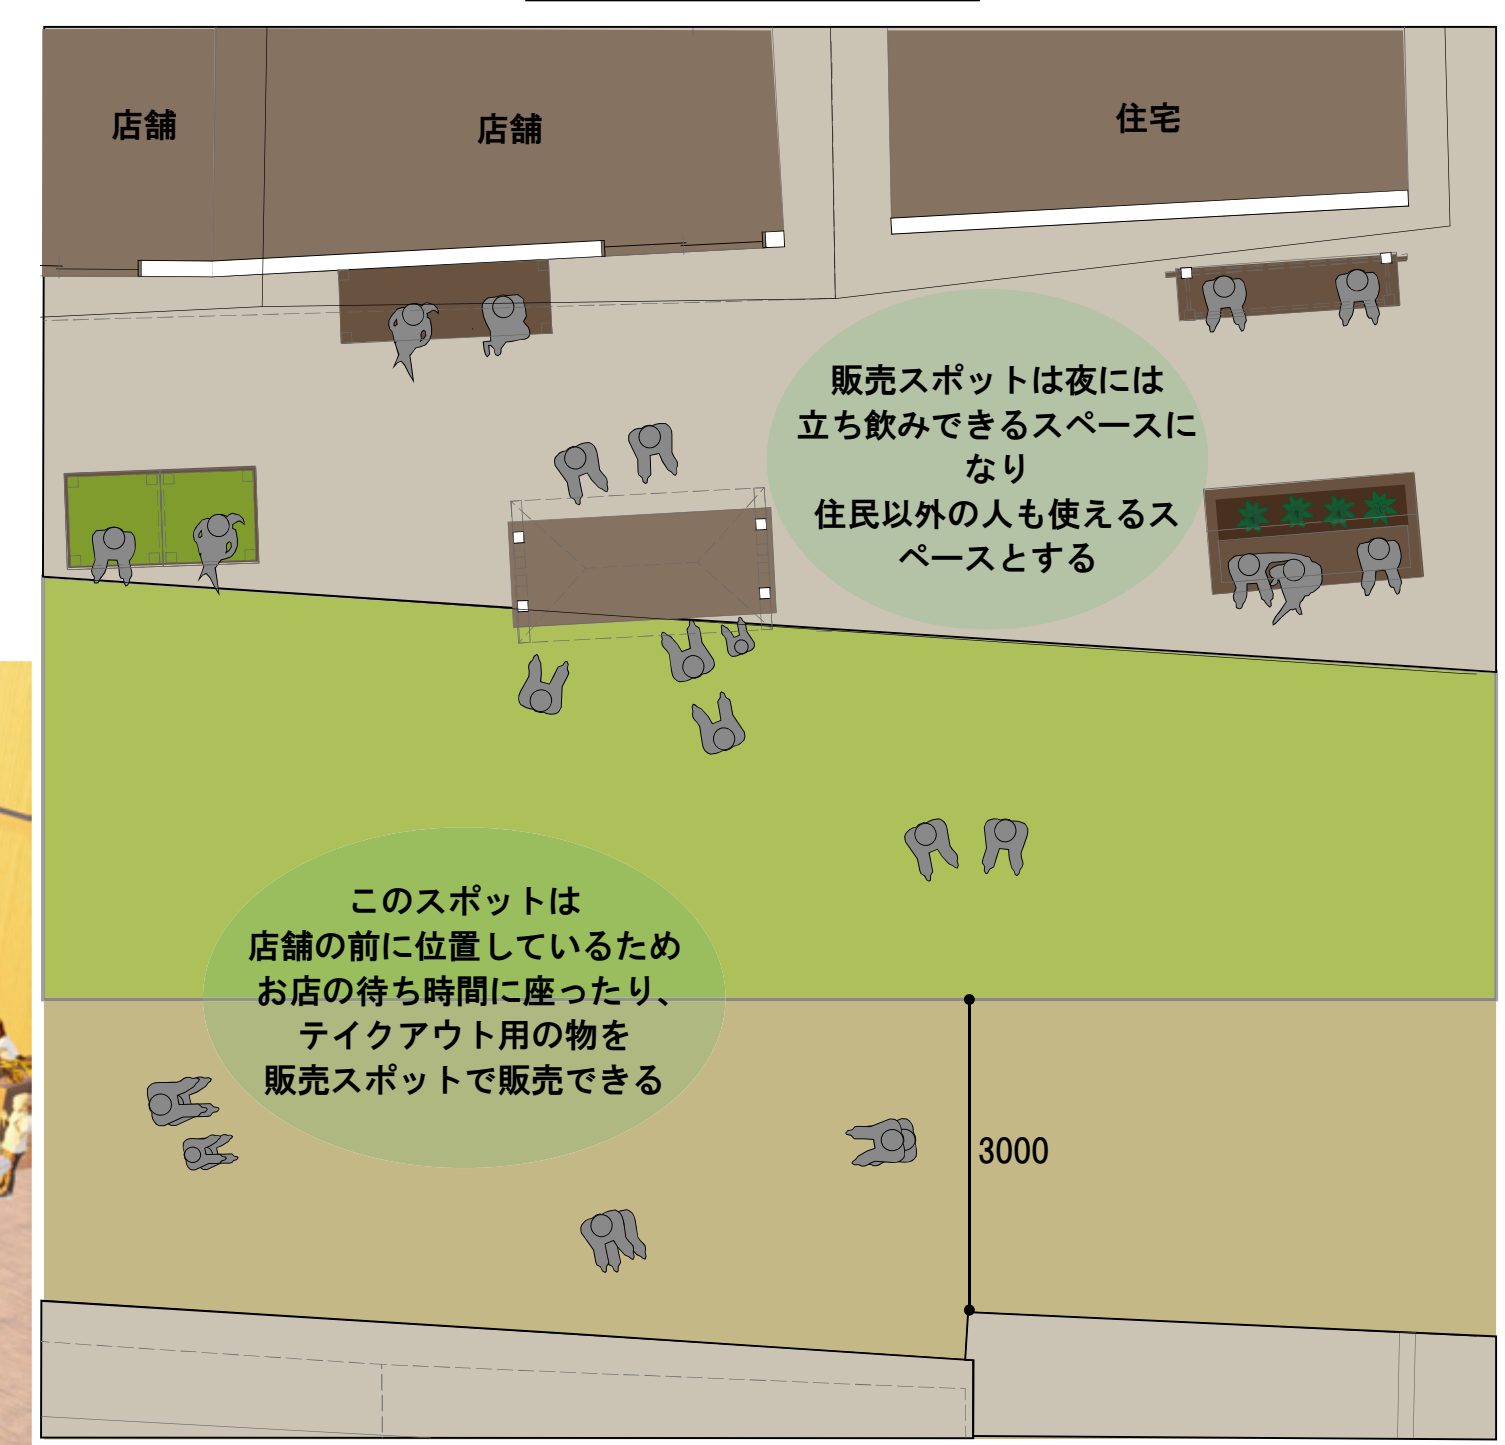 店舗
店舗
住宅
販売スポットは夜には
立ち飲みできるスペースに
なり
住民以外の人も使えるス
ペースとする
このスポットは
店舗の前に位置しているため
お店の待ち時間に座ったり、
テイクアウト用の物を
販売スポットで販売できる
3000